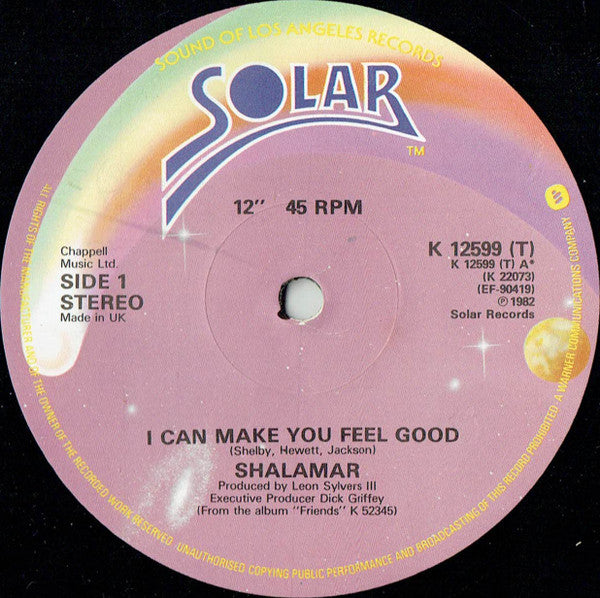 SOUND OF LOS ANGELES RECORDS
SOLAR
TM
12" 45 RPM
Chappell
Music Ltd.
SIDE 1
STEREO
Made in UK
K 12599 (T)
K 12599 (T) A*
(K 22073)
(EF-90419)
℗ 1982
Solar Records
I CAN MAKE YOU FEEL GOOD
(Shelby, Hewett, Jackson)
SHALAMAR
Produced by Leon Sylvers III
Executive Producer Dick Griffey
(From the album "Friends" K 52345)
ALL RIGHTS OF THE MANUFACTURER AND OF THE OWNER OF THE RECORDED WORK RESERVED UNAUTHORISED COPYING PUBLIC PERFORMANCE AND BROADCASTING OF THIS RECORD PROHIBITED. A WARNER COMMUNICATIONS COMPANY